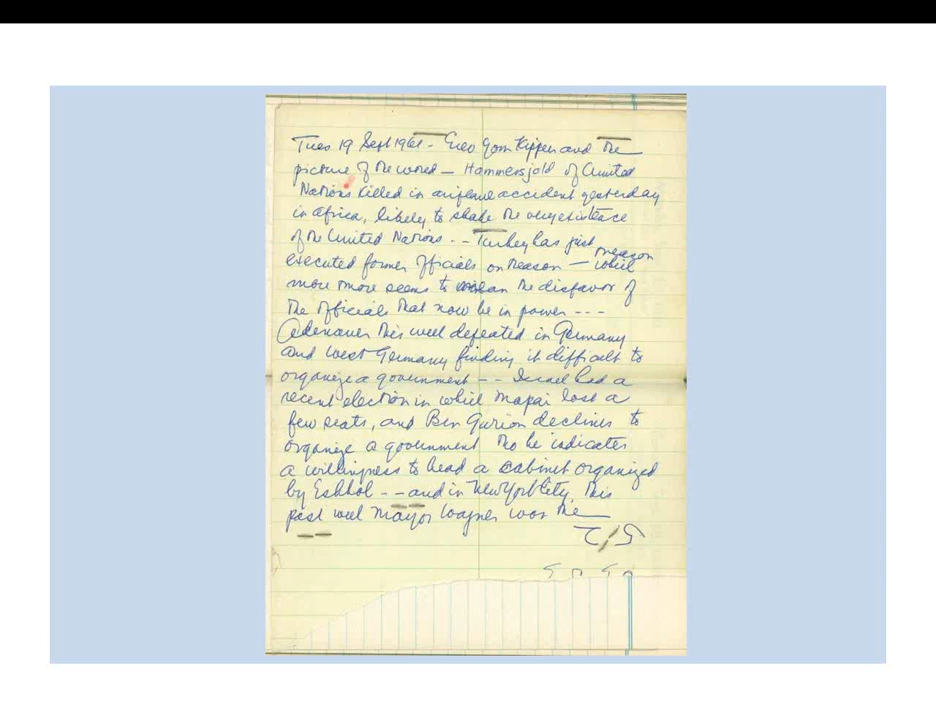 Tues 19 Sept 1961 - Erev Yom Kippur and the
picture of the world — Hammersjold of United
Nations killed in airplane accident yesterday
in Africa, likely to shake the very existence
of the United Nations. - - Turkey has just
executed former officials on treason — treason which
more more seems to mean the disfavor of
the officials that now be in power - - -
Adenauer this week defeated in Germany
and West Germany finding it difficult to
organize a government - - Israel had a
recent election in which Mapai lost a
few seats, and Ben Gurion declines to
organize a government tho he indicates
a willingness to head a cabinet organized
by Eshkol - - and in New York City, this
past week Mayor Wagner won the